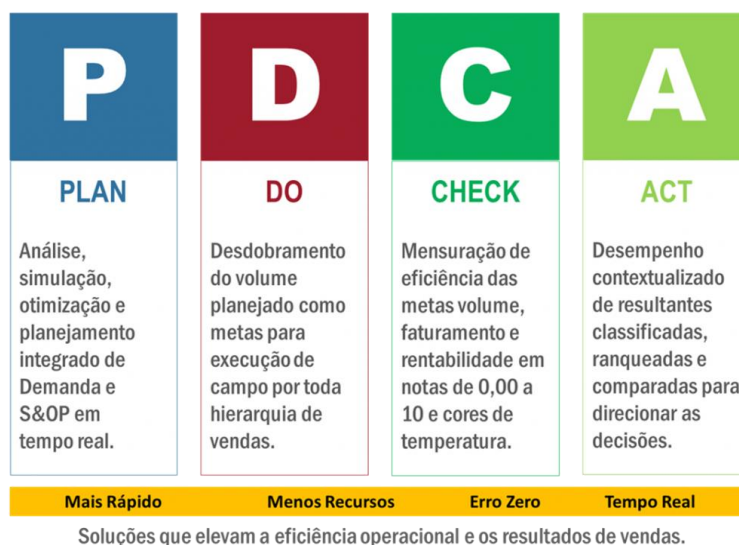 P
PLAN
Análise,
simulação,
otimização e
planejamento
integrado de
Demanda e
S&OP em
tempo real.
D
DO
Desdobramento
do volume
planejado como
metas para
execução de
campo por toda
hierarquia de
vendas.
C
CHECK
Mensuração de
eficiência das
metas volume,
faturamento e
rentabilidade em
notas de 0,00 a
10 e cores de
temperatura.
A
ACT
Desempenho
contextualizado
de resultantes
classificadas,
ranqueadas e
comparadas para
direcionar as
decisões.
Mais Rápido
Menos Recursos
Erro Zero
Tempo Real
Soluções que elevam a eficiência operacional e os resultados de vendas.